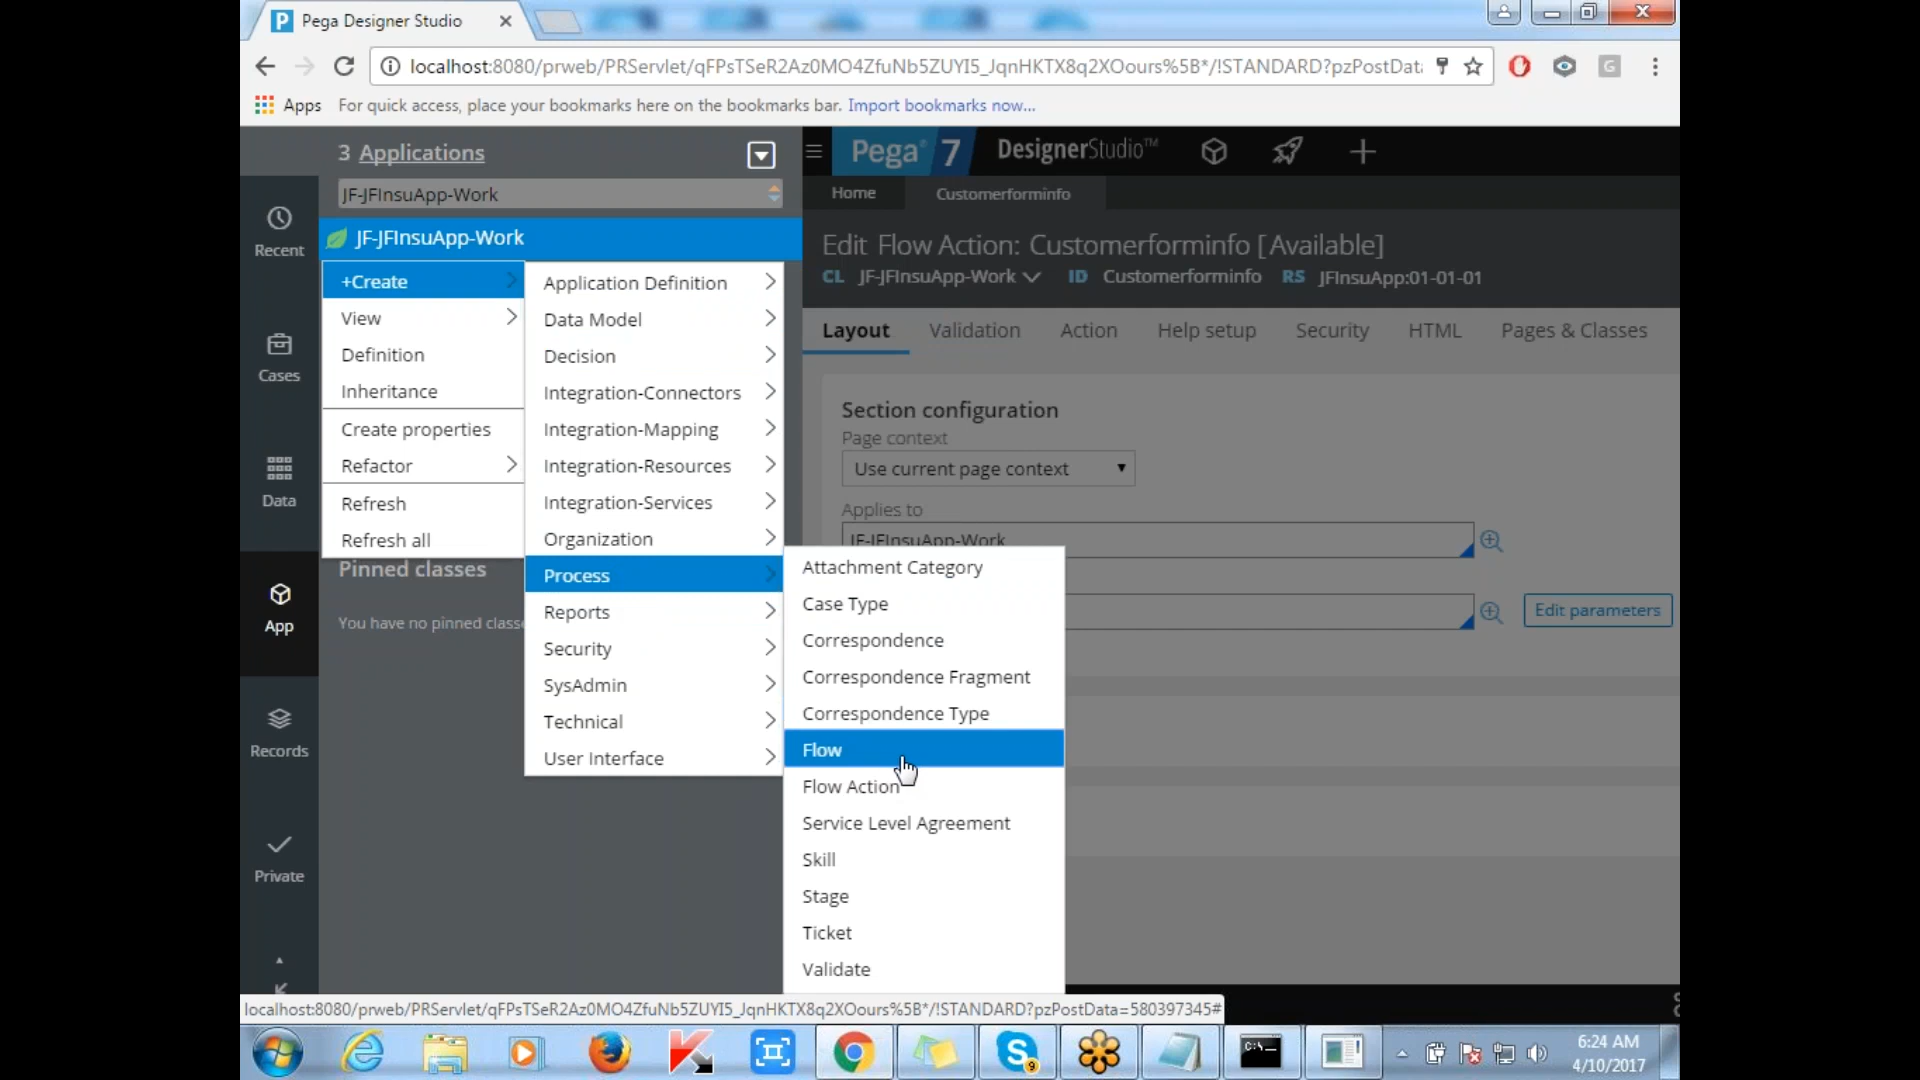 Pega Designer Studio
localhost:8080/prweb/PRServlet/qFPsTSeR2Az0MO4ZfuNb5ZUYI5_JqnHKTX8q2XOours%5B*/!STANDARD?pzPostData
Apps For quick access, place your bookmarks here on the bookmarks bar. Import bookmarks now...
3 Applications
Pega 7 DesignerStudio™
JF-JFInsuApp-Work
Home Customerforminfo
JF-JFInsuApp-Work
Recent
Cases
Data
App
Records
Private
+Create
View
Definition
Inheritance
Create properties
Refactor
Refresh
Refresh all
Pinned classes
You have no pinned classe
Application Definition
Data Model
Decision
Integration-Connectors
Integration-Mapping
Integration-Resources
Integration-Services
Organization
Process
Reports
Security
SysAdmin
Technical
User Interface
Attachment Category
Case Type
Correspondence
Correspondence Fragment
Correspondence Type
Flow
Flow Action
Service Level Agreement
Skill
Stage
Ticket
Validate
Edit Flow Action: Customerforminfo [Available]
CL JF-JFInsuApp-Work ID Customerforminfo RS JFInsuApp:01-01-01
Layout Validation Action Help setup Security HTML Pages & Classes
Section configuration
Page context
Use current page context
Applies to
JF-JFInsuApp-Work
Edit parameters
localhost:8080/prweb/PRServlet/qFPsTSeR2Az0MO4ZfuNb5ZUYI5_JqnHKTX8q2XOours%5B*/!STANDARD?pzPostData=580397345#
6:24 AM
4/10/2017